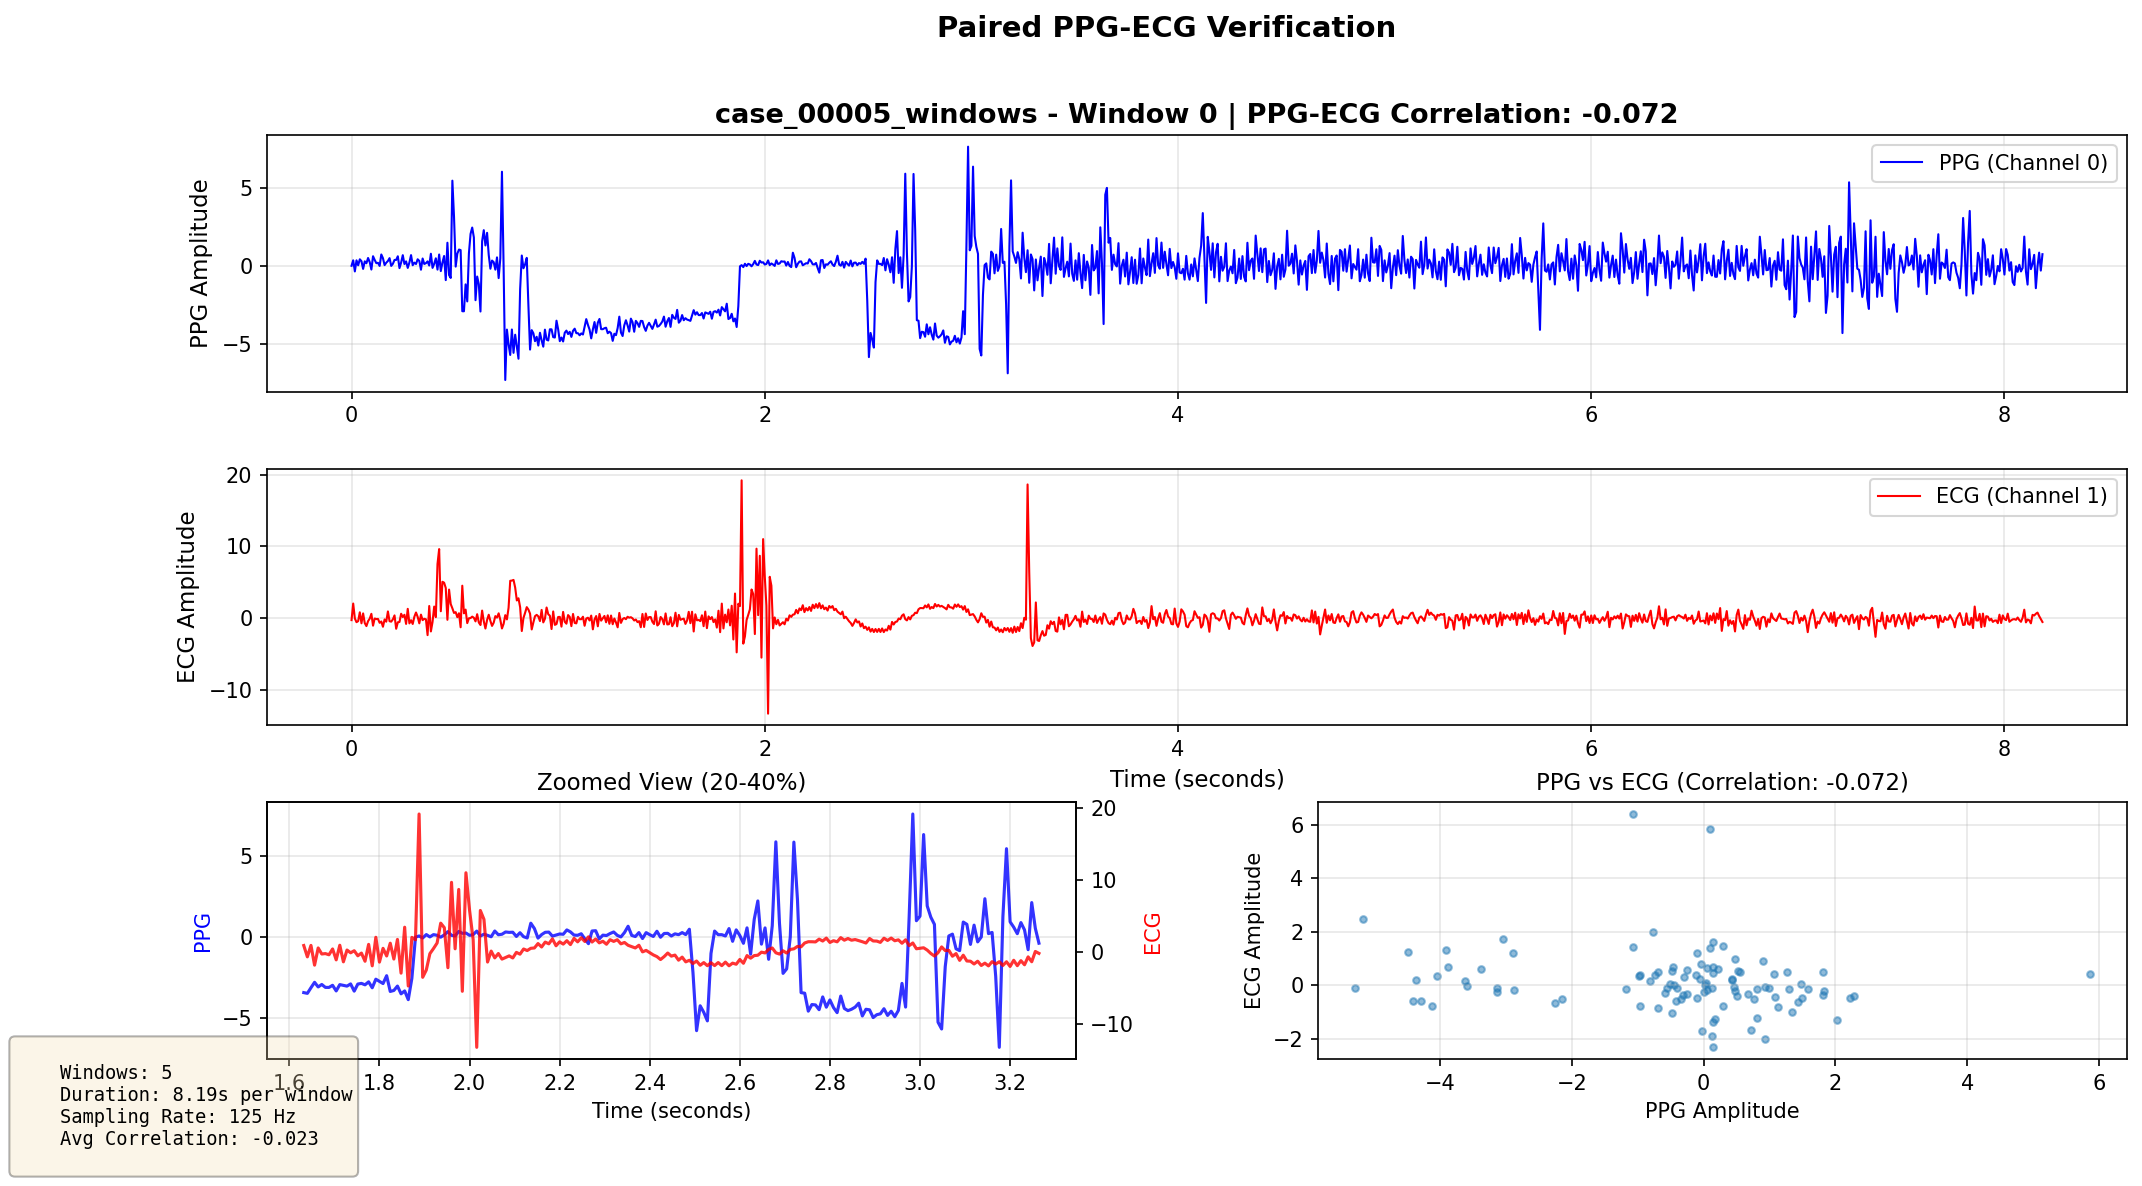 Paired PPG-ECG Verification
case_00005_windows - Window 0 | PPG-ECG Correlation: -0.072
PPG Amplitude
5
0
−5
PPG (Channel 0)
0 2 4 6 8
ECG Amplitude
20
10
0
−10
ECG (Channel 1)
0 2 4 6 8
Time (seconds)
Zoomed View (20-40%)
PPG
5
0
−5
20
10
0
−10
ECG
1.6 1.8 2.0 2.2 2.4 2.6 2.8 3.0 3.2
Time (seconds)
PPG vs ECG (Correlation: -0.072)
ECG Amplitude
6
4
2
0
−2
−4 −2 0 2 4 6
PPG Amplitude
Windows: 5
Duration: 8.19s per window
Sampling Rate: 125 Hz
Avg Correlation: -0.023